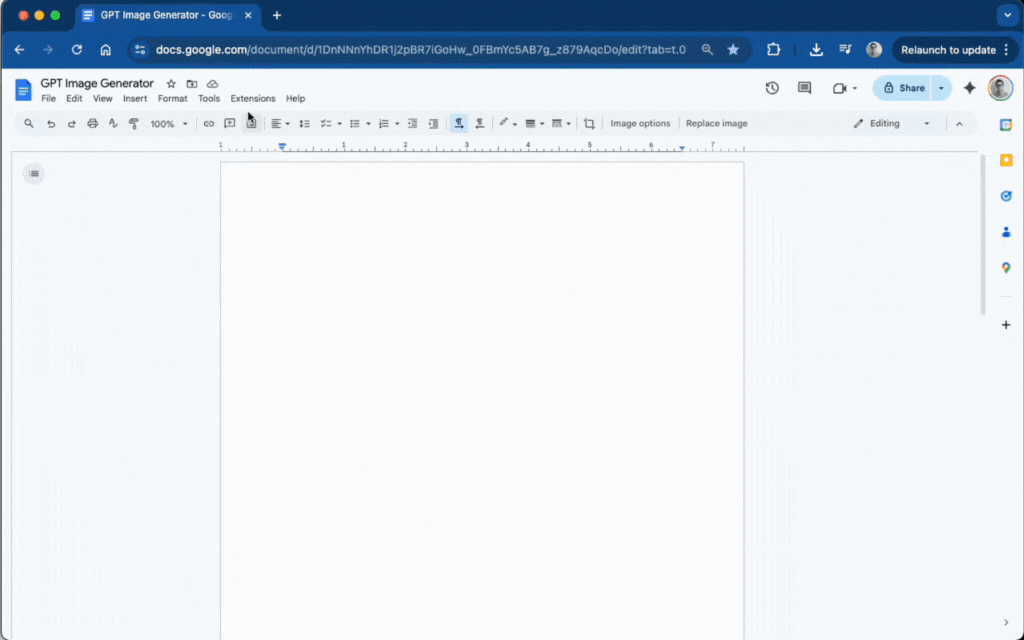 GPT Image Generator - Goog
docs.google.com/document/d/1DnNNnYhDR1j2pBR7iGoHw_0FBmYc5AB7g_z879AqcDo/edit?tab=t.0
Relaunch to update
GPT Image Generator
File Edit View Insert Format Tools Extensions Help
Share
100%
Image options
Replace image
Editing
1 1 2 3 4 5 6 7